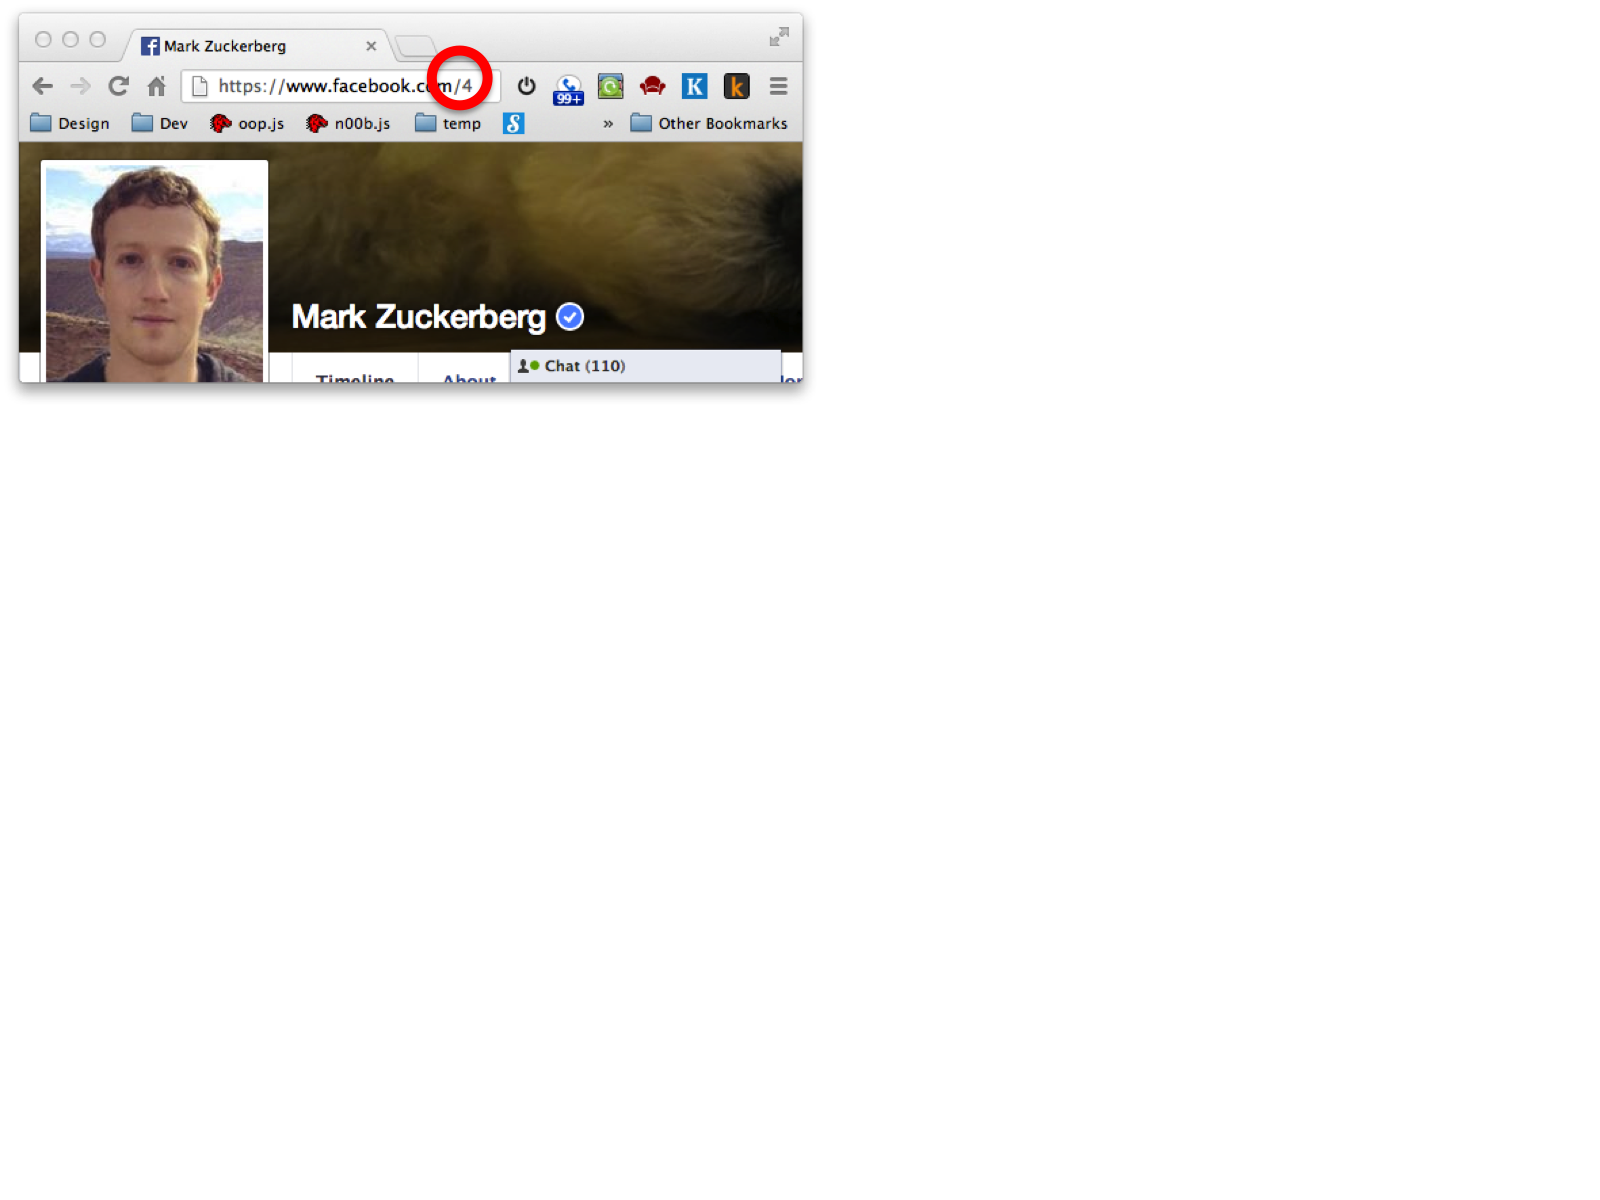 Mark Zuckerberg
https://www.facebook.com/4
99+
K
k
Design Dev oop.js n00b.js temp S » Other Bookmarks
Mark Zuckerberg
Timeline About
Chat (110)